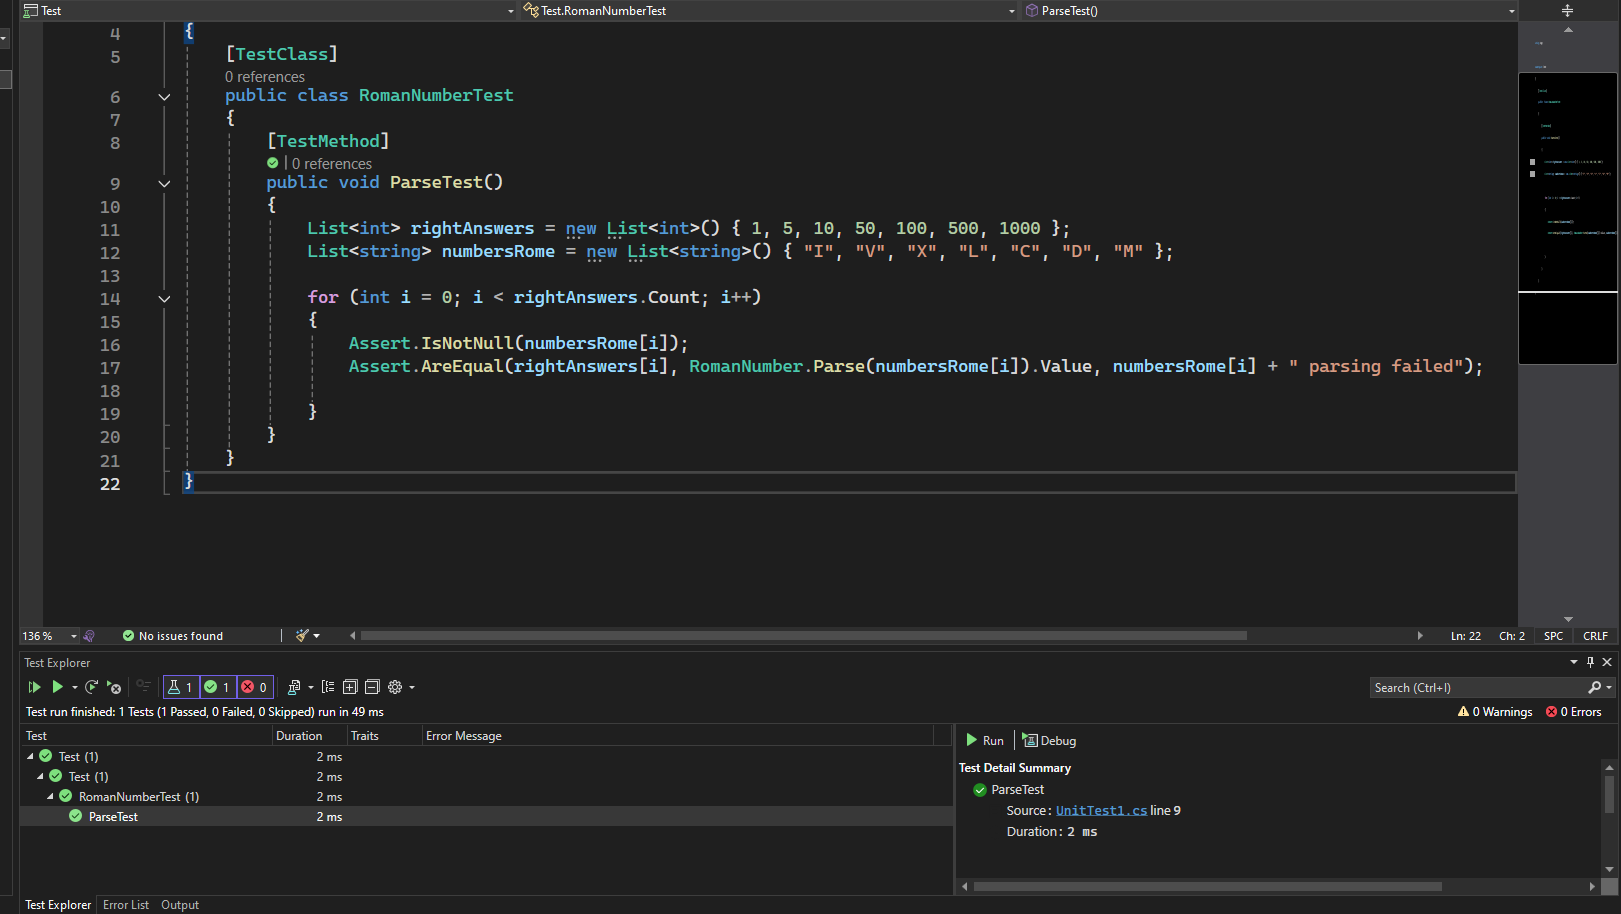 Test
Test.RomanNumberTest
ParseTest()
4 {
5 [TestClass]
0 references
6 public class RomanNumberTest
7 {
8 [TestMethod]
| 0 references
9 public void ParseTest()
10 {
11 List<int> rightAnswers = new List<int>() { 1, 5, 10, 50, 100, 500, 1000 };
12 List<string> numbersRome = new List<string>() { "I", "V", "X", "L", "C", "D", "M" };
13
14 for (int i = 0; i < rightAnswers.Count; i++)
15 {
16 Assert.IsNotNull(numbersRome[i]);
17 Assert.AreEqual(rightAnswers[i], RomanNumber.Parse(numbersRome[i]).Value, numbersRome[i] + " parsing failed");
18
19 }
20 }
21 }
22 }
136 % No issues found Ln: 22 Ch: 2 SPC CRLF
Test Explorer
1 1 0
Search (Ctrl+I)
Test run finished: 1 Tests (1 Passed, 0 Failed, 0 Skipped) run in 49 ms
0 Warnings 0 Errors
Test Duration Traits Error Message
Test (1) 2 ms
Test (1) 2 ms
RomanNumberTest (1) 2 ms
ParseTest 2 ms
Run Debug
Test Detail Summary
ParseTest
Source: UnitTest1.cs line 9
Duration: 2 ms
Test Explorer Error List Output